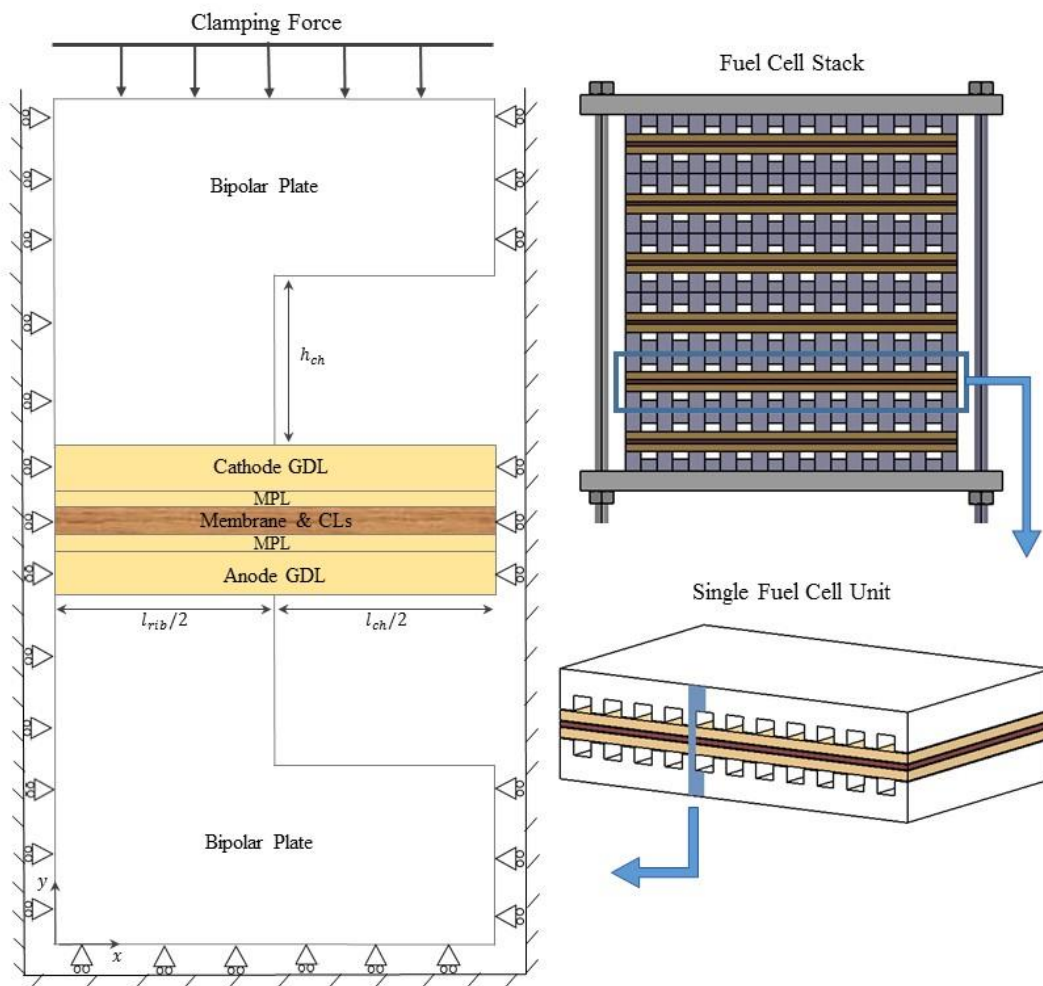 Clamping Force
Bipolar Plate
h_ch
Cathode GDL
MPL
Membrane & CLs
MPL
Anode GDL
l_rib/2
l_ch/2
Bipolar Plate
y
x
Fuel Cell Stack
Single Fuel Cell Unit